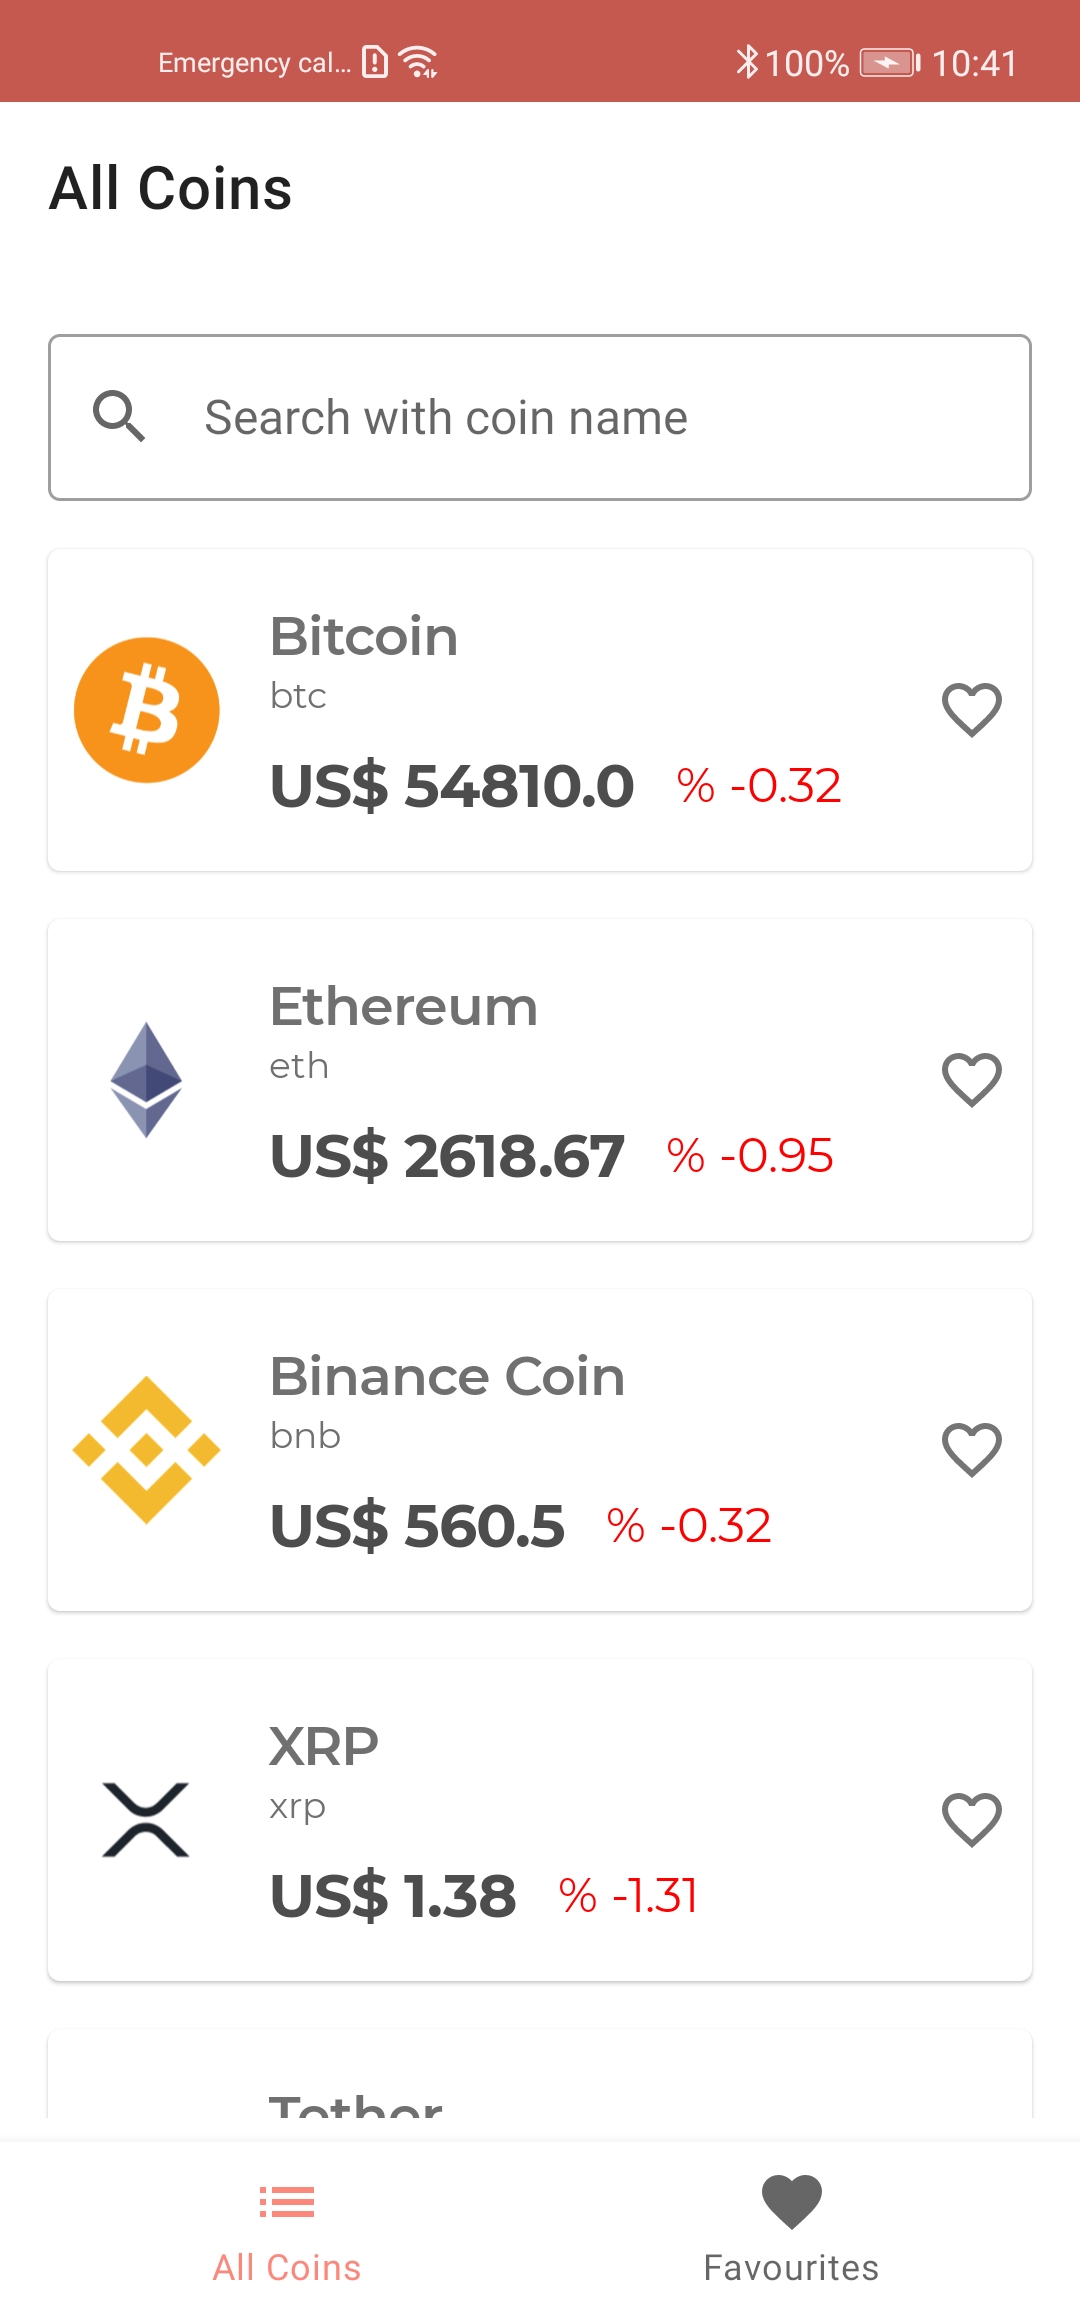 Emergency cal... 100% 10:41
All Coins
Search with coin name
Bitcoin
btc
US$ 54810.0 % -0.32
Ethereum
eth
US$ 2618.67 % -0.95
Binance Coin
bnb
US$ 560.5 % -0.32
XRP
xrp
US$ 1.38 % -1.31
Tether
All Coins Favourites